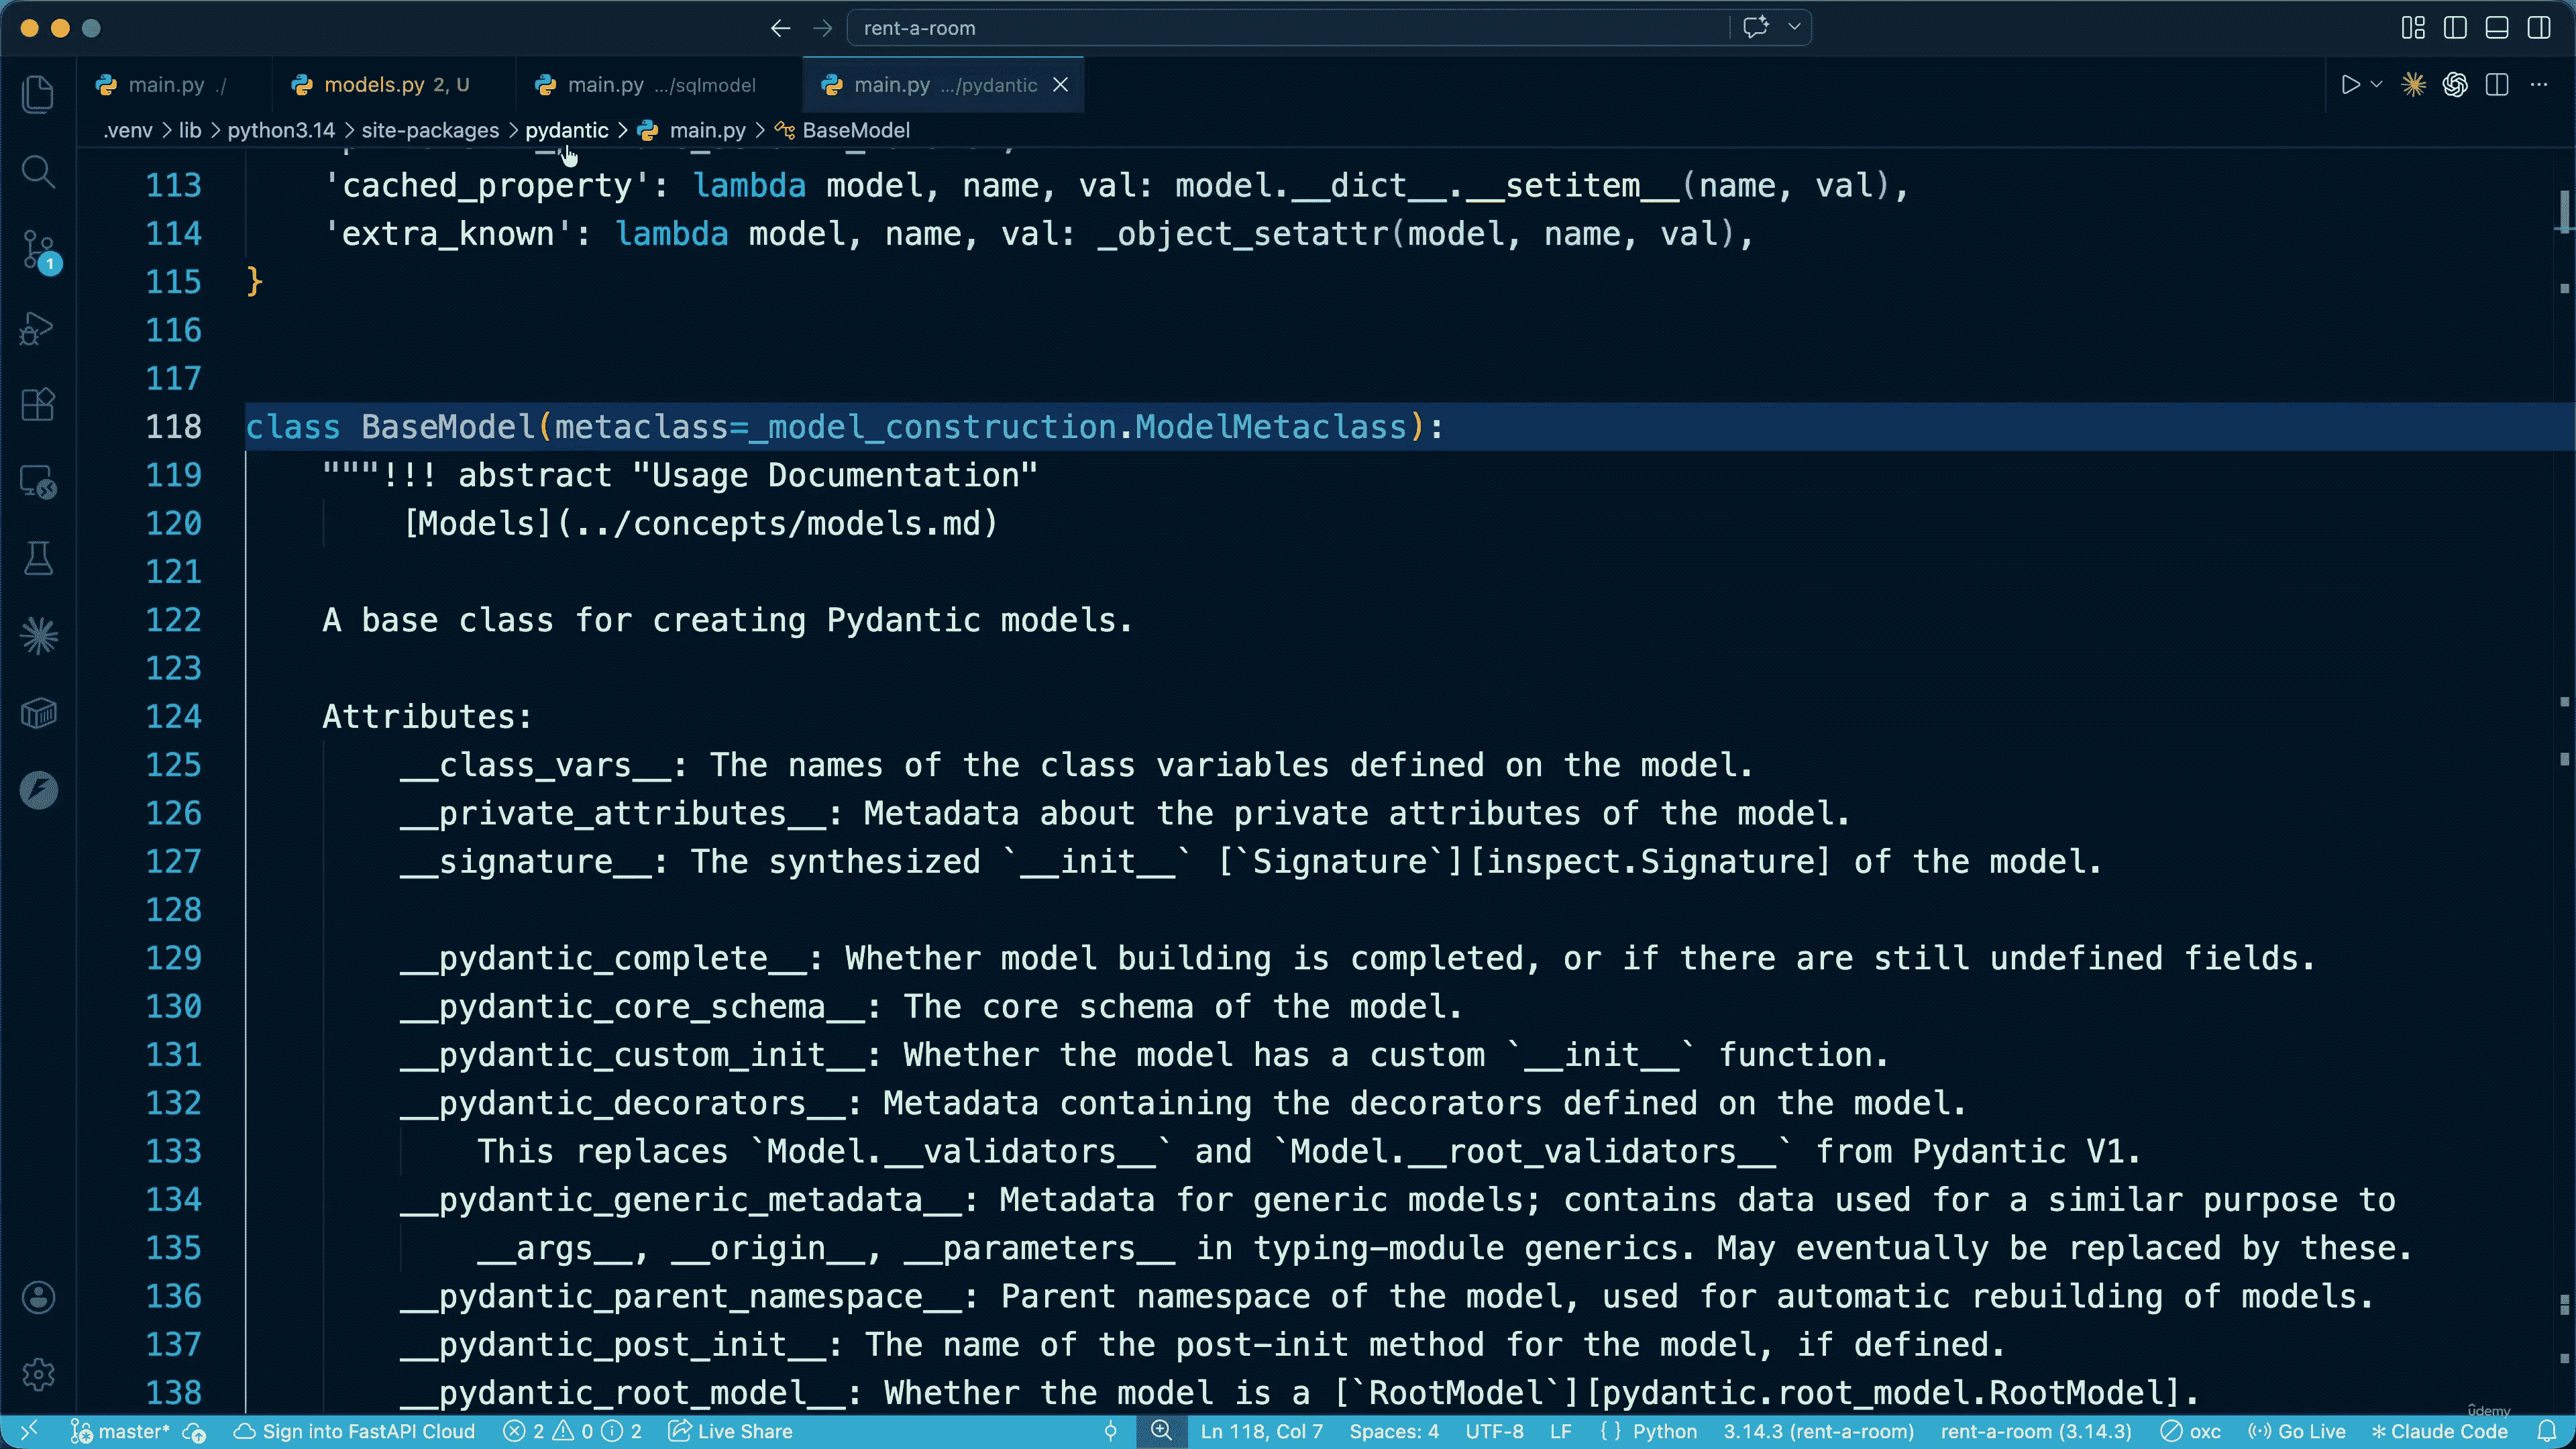 rent-a-room
main.py ./
models.py 2, U
main.py .../sqlmodel
main.py .../pydantic
.venv > lib > python3.14 > site-packages > pydantic > main.py > BaseModel
113 'cached_property': lambda model, name, val: model.__dict__.__setitem__(name, val),
114 'extra_known': lambda model, name, val: _object_setattr(model, name, val),
115 }
116
117
118 class BaseModel(metaclass=_model_construction.ModelMetaclass):
119 """!!! abstract "Usage Documentation"
120 [Models](../concepts/models.md)
121
122 A base class for creating Pydantic models.
123
124 Attributes:
125 __class_vars__: The names of the class variables defined on the model.
126 __private_attributes__: Metadata about the private attributes of the model.
127 __signature__: The synthesized `__init__` [`Signature`][inspect.Signature] of the model.
128
129 __pydantic_complete__: Whether model building is completed, or if there are still undefined fields.
130 __pydantic_core_schema__: The core schema of the model.
131 __pydantic_custom_init__: Whether the model has a custom `__init__` function.
132 __pydantic_decorators__: Metadata containing the decorators defined on the model.
133 This replaces `Model.__validators__` and `Model.__root_validators__` from Pydantic V1.
134 __pydantic_generic_metadata__: Metadata for generic models; contains data used for a similar purpose to
135 __args__, __origin__, __parameters__ in typing-module generics. May eventually be replaced by these.
136 __pydantic_parent_namespace__: Parent namespace of the model, used for automatic rebuilding of models.
137 __pydantic_post_init__: The name of the post-init method for the model, if defined.
138 __pydantic_root_model__: Whether the model is a [`RootModel`][pydantic.root_model.RootModel].
1
udemy
master* Sign into FastAPI Cloud 2 0 2 Live Share Ln 118, Col 7 Spaces: 4 UTF-8 LF { } Python 3.14.3 (rent-a-room) rent-a-room (3.14.3) oxc Go Live Claude Code